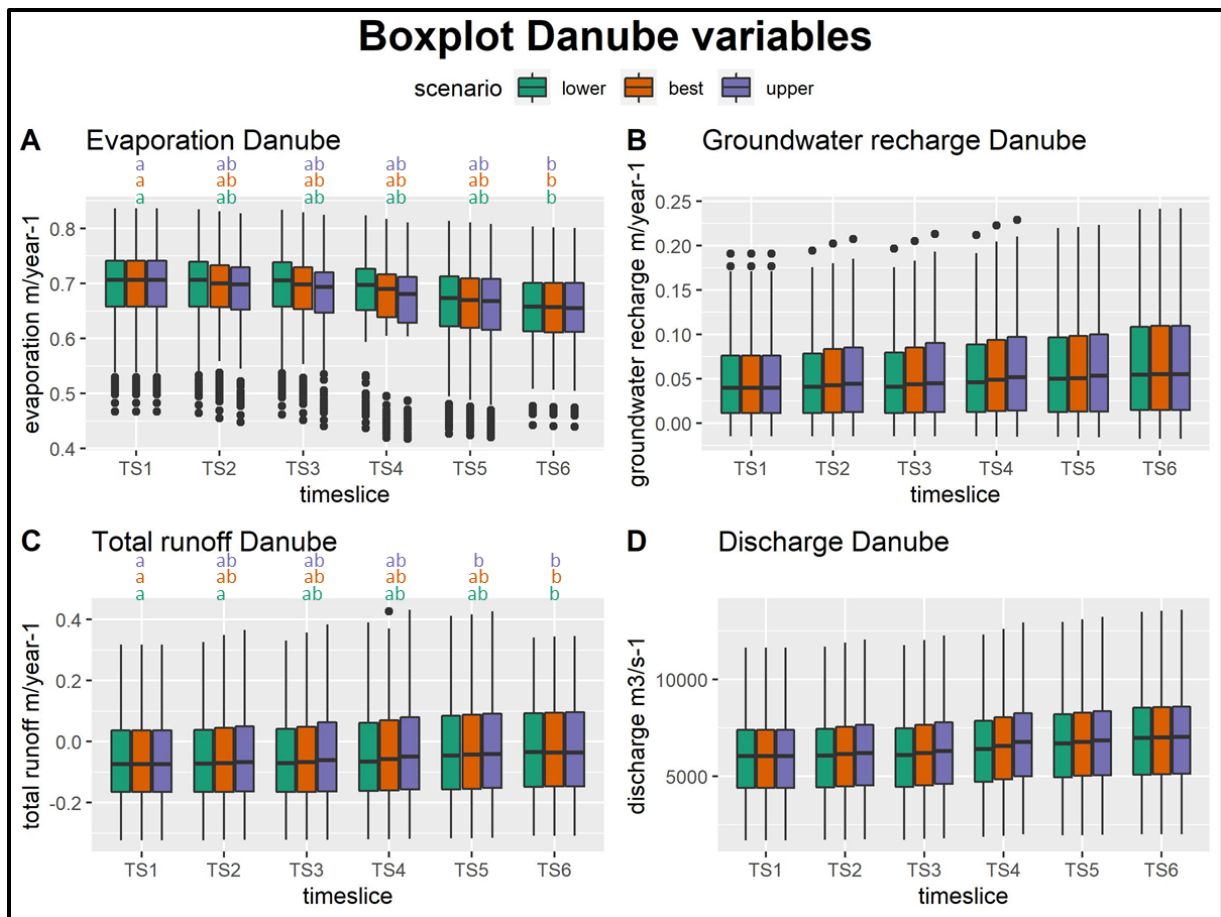 Boxplot Danube variables
scenario lower best upper
A Evaporation Danube
a ab ab ab ab b
a ab ab ab ab b
a ab ab ab ab b
evaporation m/year-1
0.8
0.7
0.6
0.5
0.4
TS1 TS2 TS3 TS4 TS5 TS6
timeslice
B Groundwater recharge Danube
groundwater recharge m/year-1
0.25
0.20
0.15
0.10
0.05
0.00
TS1 TS2 TS3 TS4 TS5 TS6
timeslice
C Total runoff Danube
a ab ab ab b b
a ab ab ab ab b
a a ab ab ab b
total runoff m/year-1
0.4
0.2
0.0
-0.2
TS1 TS2 TS3 TS4 TS5 TS6
timeslice
D Discharge Danube
discharge m3/s-1
10000
5000
TS1 TS2 TS3 TS4 TS5 TS6
timeslice